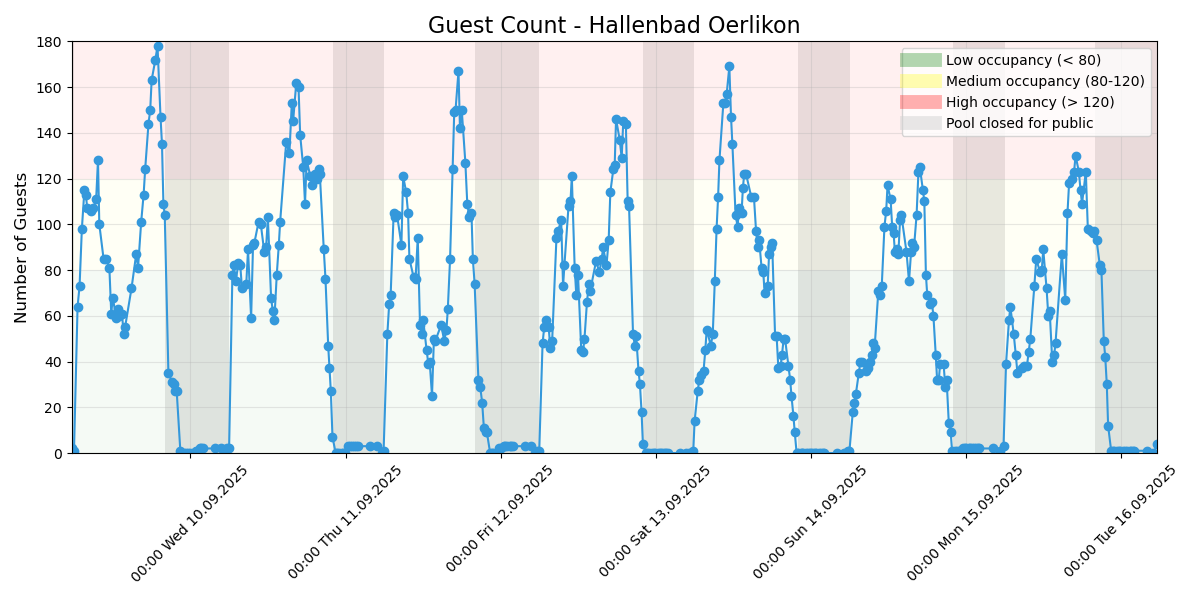 Guest Count - Hallenbad Oerlikon
Number of Guests
180
160
140
120
100
80
60
40
20
0
Low occupancy (< 80)
Medium occupancy (80-120)
High occupancy (> 120)
Pool closed for public
00:00 Wed 10.09.2025
00:00 Thu 11.09.2025
00:00 Fri 12.09.2025
00:00 Sat 13.09.2025
00:00 Sun 14.09.2025
00:00 Mon 15.09.2025
00:00 Tue 16.09.2025